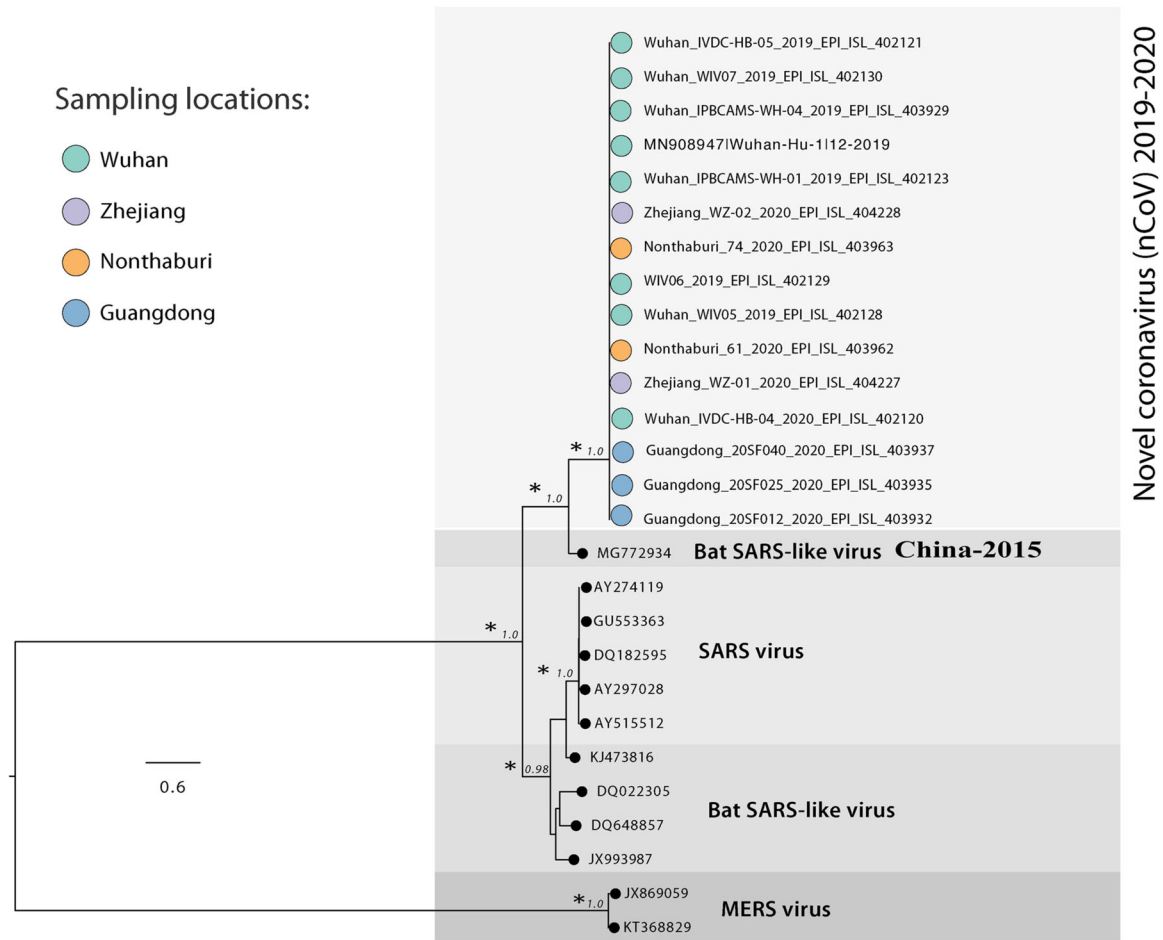 Sampling locations:
Wuhan
Zhejiang
Nonthaburi
Guangdong
Wuhan_IVDC-HB-05_2019_EPI_ISL_402121
Wuhan_WIV07_2019_EPI_ISL_402130
Wuhan_IPBCAMS-WH-04_2019_EPI_ISL_403929
MN908947|Wuhan-Hu-1|12-2019
Wuhan_IPBCAMS-WH-01_2019_EPI_ISL_402123
Zhejiang_WZ-02_2020_EPI_ISL_404228
Nonthaburi_74_2020_EPI_ISL_403963
WIV06_2019_EPI_ISL_402129
Wuhan_WIV05_2019_EPI_ISL_402128
Nonthaburi_61_2020_EPI_ISL_403962
Zhejiang_WZ-01_2020_EPI_ISL_404227
Wuhan_IVDC-HB-04_2020_EPI_ISL_402120
* 1.0
Guangdong_20SF040_2020_EPI_ISL_403937
Guangdong_20SF025_2020_EPI_ISL_403935
* 1.0
Guangdong_20SF012_2020_EPI_ISL_403932
Novel coronavirus (nCoV) 2019-2020
MG772934 Bat SARS-like virus China-2015
AY274119
GU553363
* 1.0
DQ182595 SARS virus
* 1.0
AY297028
AY515512
KJ473816
* 0.98
0.6
DQ022305
Bat SARS-like virus
DQ648857
JX993987
* 1.0
JX869059
MERS virus
KT368829